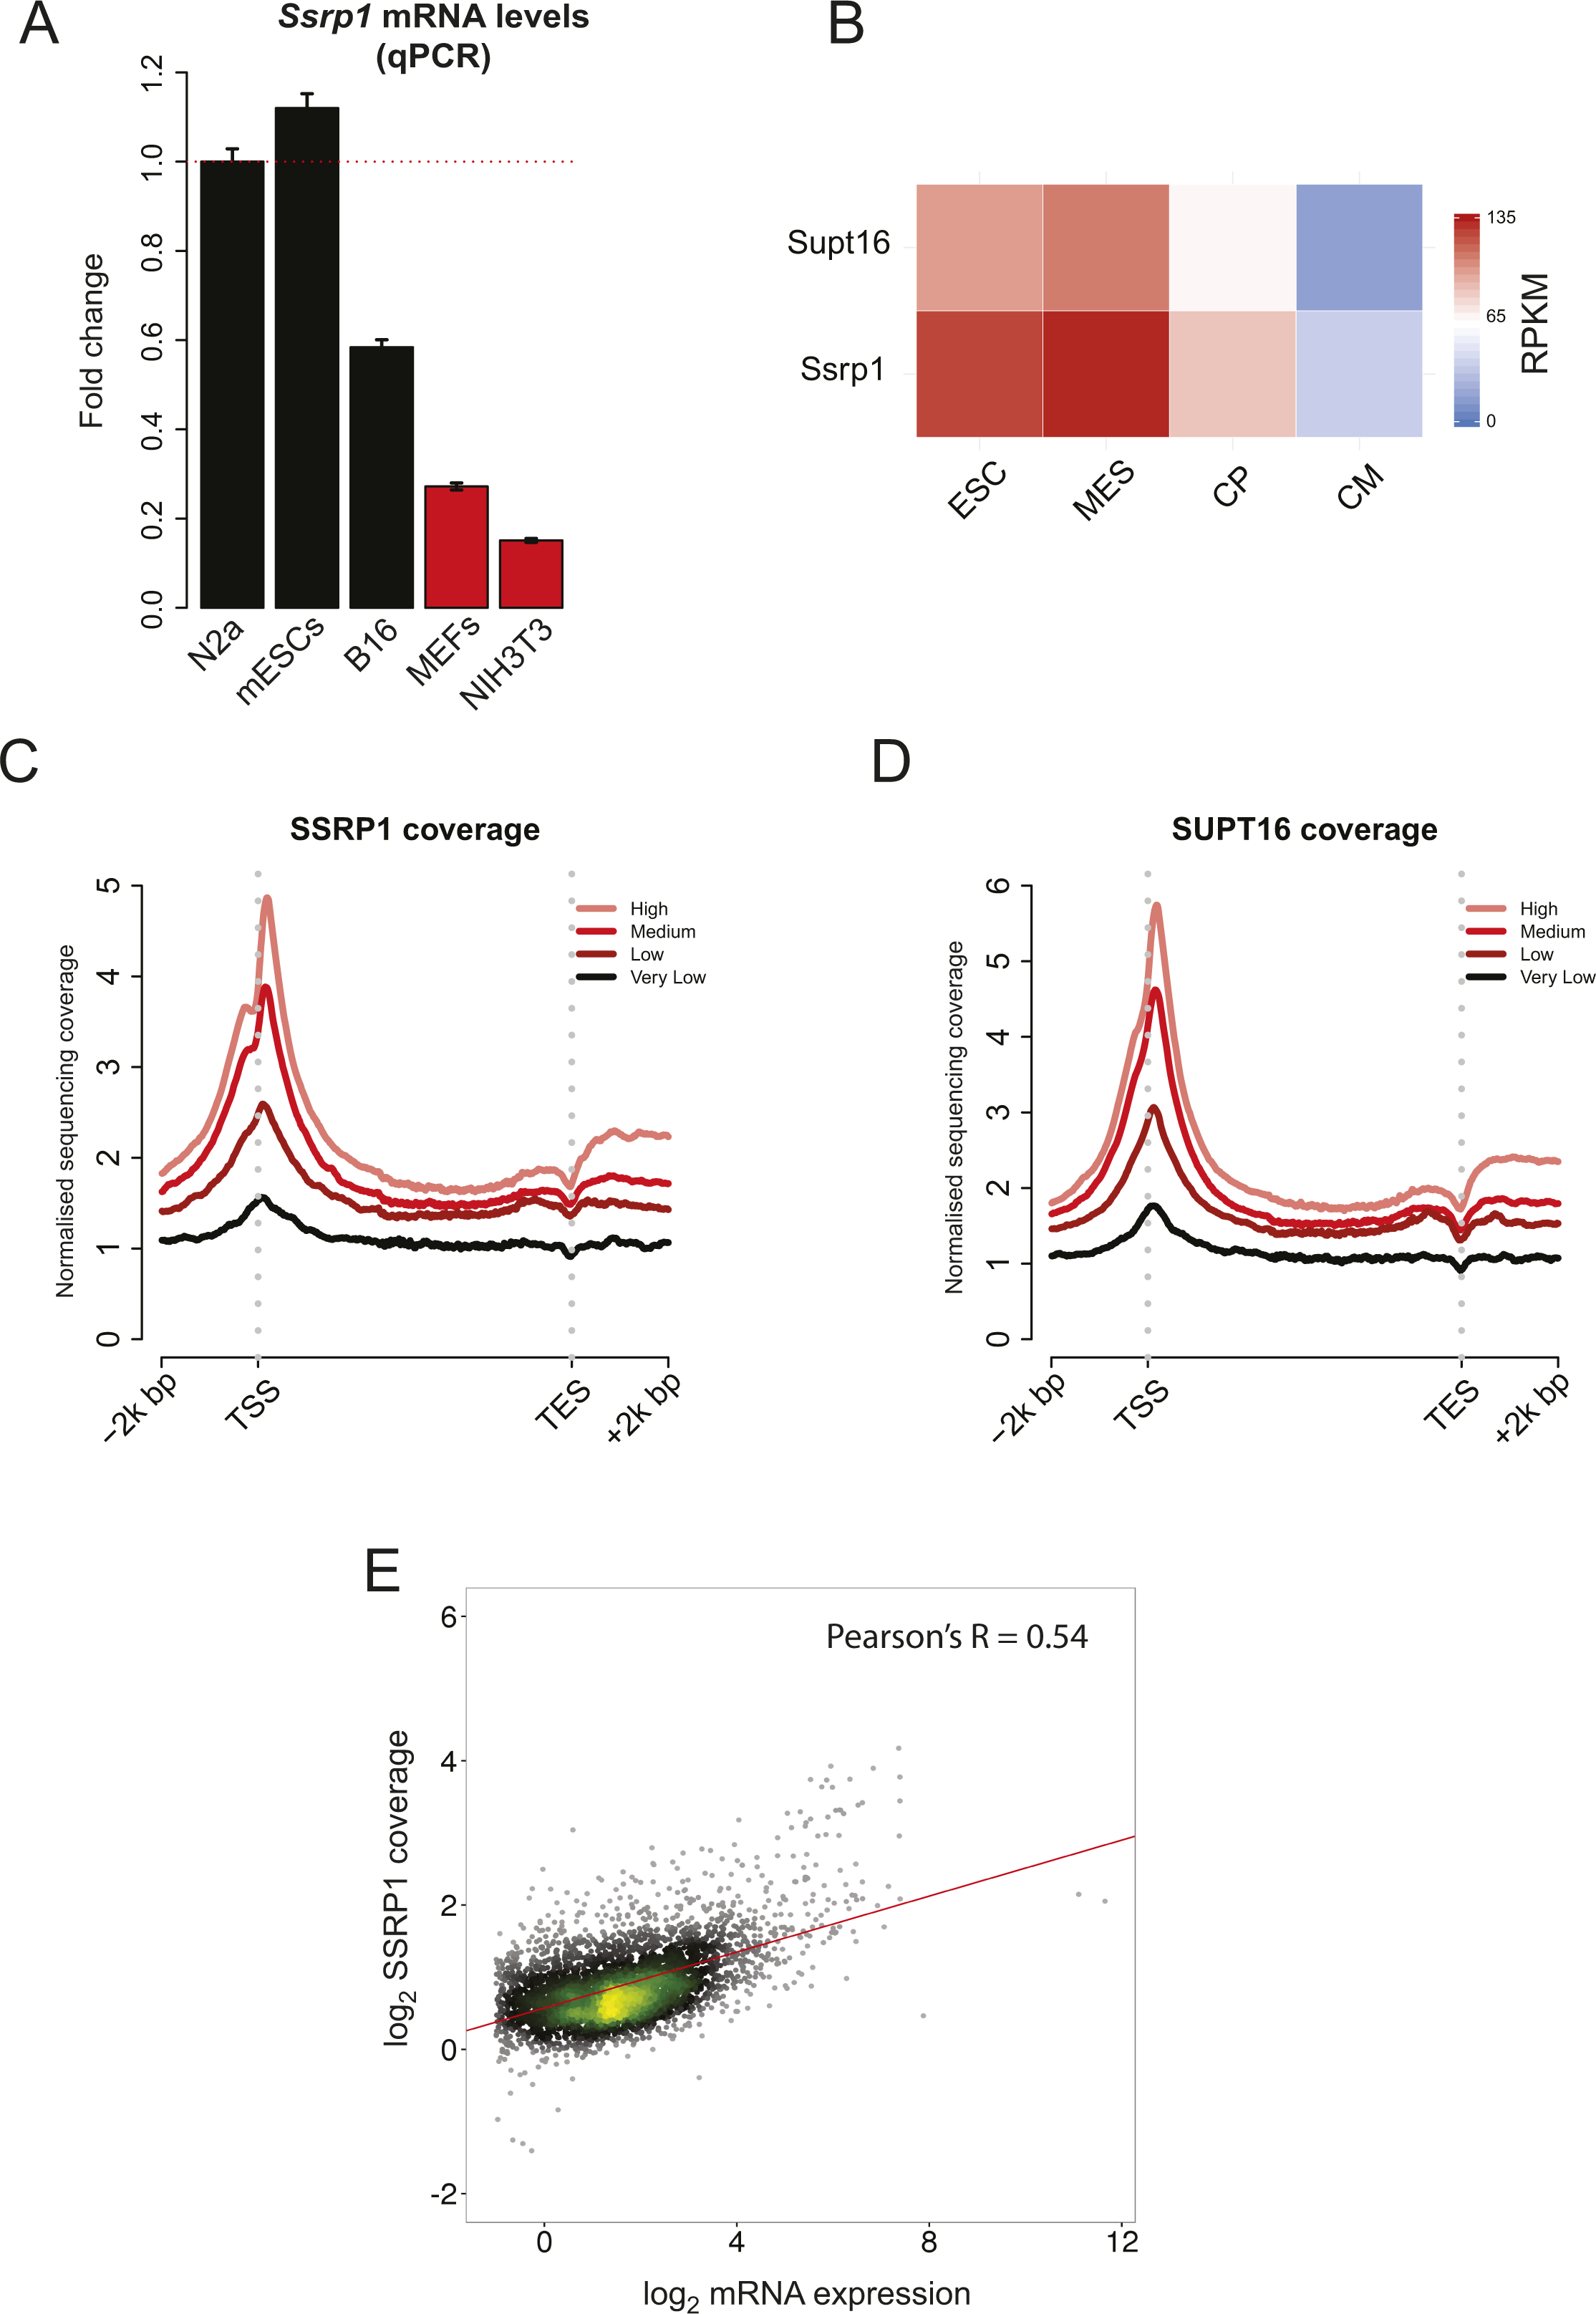 A
Ssrp1 mRNA levels
(qPCR)
Fold change
0.0
0.2
0.4
0.6
0.8
1.0
1.2
N2a
mESCs
B16
MEFs
NIH3T3
B
Supt16
Ssrp1
ESC
MES
CP
CM
135
65
0
RPKM
C
SSRP1 coverage
Normalised sequencing coverage
5
4
3
2
1
0
High
Medium
Low
Very Low
−2k bp
TSS
TES
+2k bp
D
SUPT16 coverage
Normalised sequencing coverage
6
5
4
3
2
1
0
High
Medium
Low
Very Low
−2k bp
TSS
TES
+2k bp
E
Pearson’s R = 0.54
log2 SSRP1 coverage
6
4
2
0
-2
0
4
8
12
log2 mRNA expression